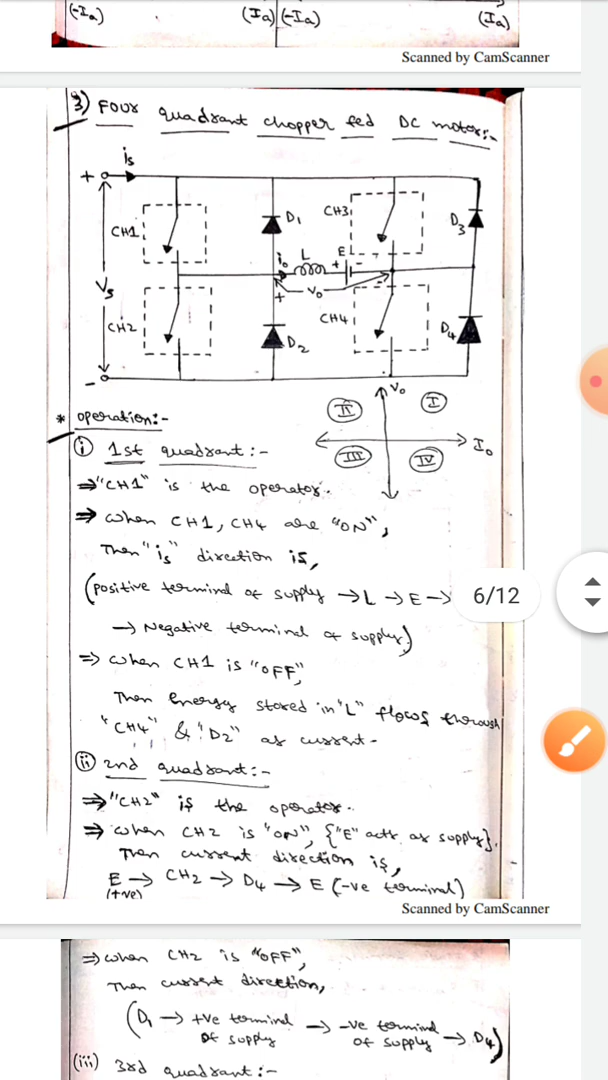 (-Ia) (Ia) (-Ia) (Ia)
Scanned by CamScanner
3) Four quadrant chopper fed DC motor:-
is
+
CH1
D1
CH3
D3
Vs
io L E
+ -
+ Vo
CH2
D2
CH4
D4
-
Vo
II I
Io
III IV
* operation:-
(i) 1st quadrant :-
⇒ "CH1" is the operator.
⇒ when CH1, CH4 are "ON",
Then "is" direction is,
(positive terminal of supply → L → E →
→ Negative terminal of supply)
⇒ when CH1 is "OFF",
Then Energy stored in "L" flows through
"CH4" & "D2" as current.
(ii) 2nd quadrant:-
⇒ "CH2" is the operator.
⇒ when CH2 is "ON", {"E" acts as supply}.
Then current direction is,
E → CH2 → D4 → E (-ve terminal)
(+ve)
Scanned by CamScanner
6/12
⇒ when CH2 is "OFF",
Then current direction,
(D1 → +ve terminal of supply → -ve terminal of supply → D4)
(iii) 3rd quadrant:-